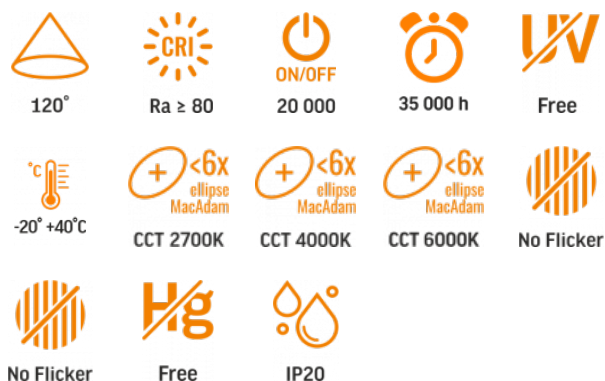 CRI
ON/OFF
UV
120°
Ra ≥ 80
20 000
35 000 h
Free
°C
<6x
ellipse
MacAdam
<6x
ellipse
MacAdam
<6x
ellipse
MacAdam
-20° +40°C
CCT 2700K
CCT 4000K
CCT 6000K
No Flicker
Hg
No Flicker
Free
IP20